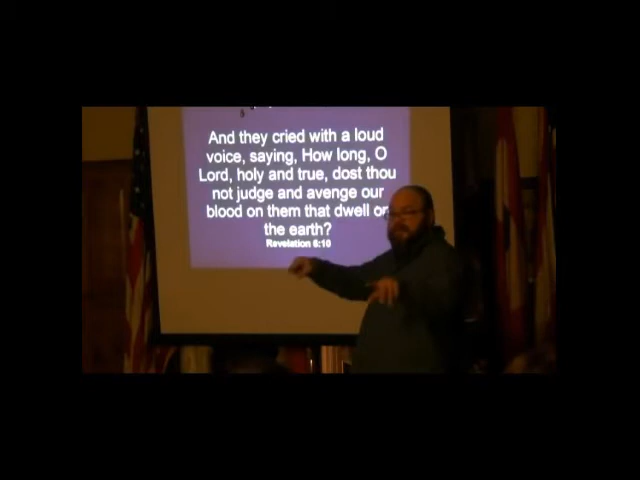 And they cried with a loud
voice, saying, How long, O
Lord, holy and true, dost thou
not judge and avenge our
blood on them that dwell on
the earth?
Revelation 6:10